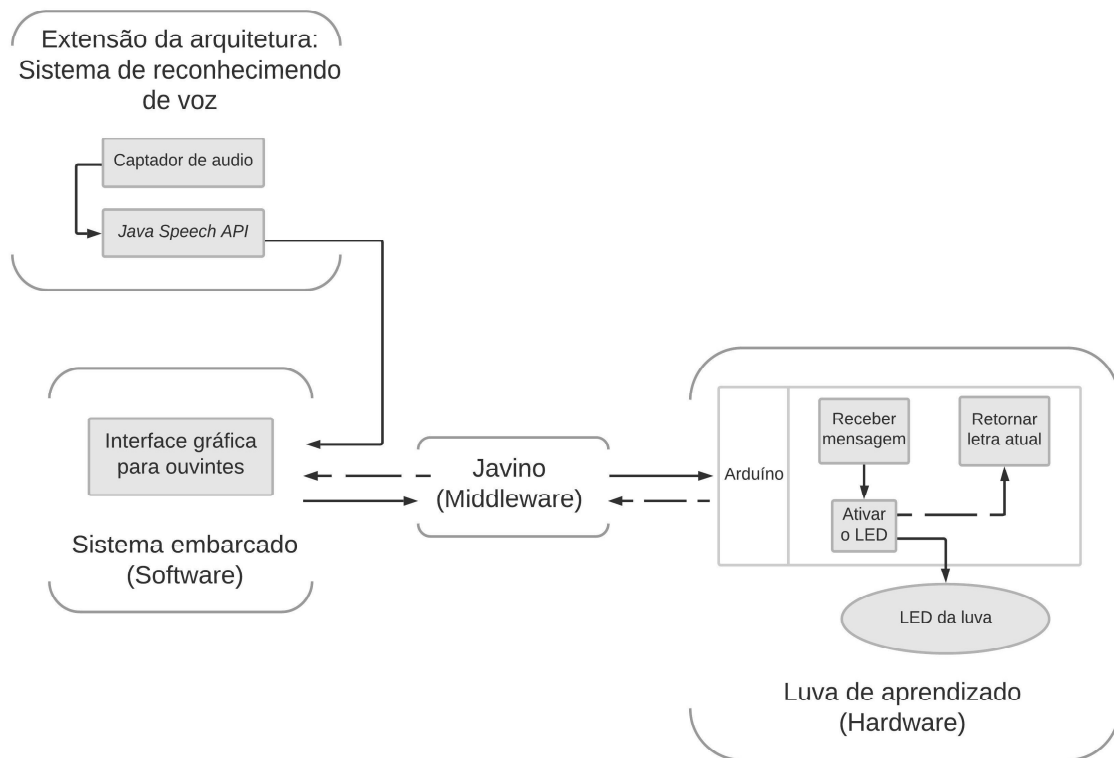 Extensão da arquitetura:
Sistema de reconhecimendo
de voz
Captador de audio
Java Speech API
Interface gráfica
para ouvintes
Sistema embarcado
(Software)
Javino
(Middleware)
Arduíno
Receber
mensagem
Retornar
letra atual
Ativar
o LED
LED da luva
Luva de aprendizado
(Hardware)